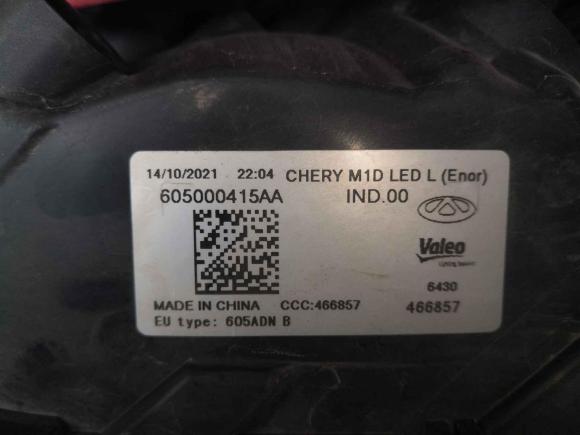 14/10/2021 22:04 CHERY M1D LED L (Enor)
605000415AA IND.00
Valeo
6430
MADE IN CHINA CCC:466857 466857
EU type: 605ADN B